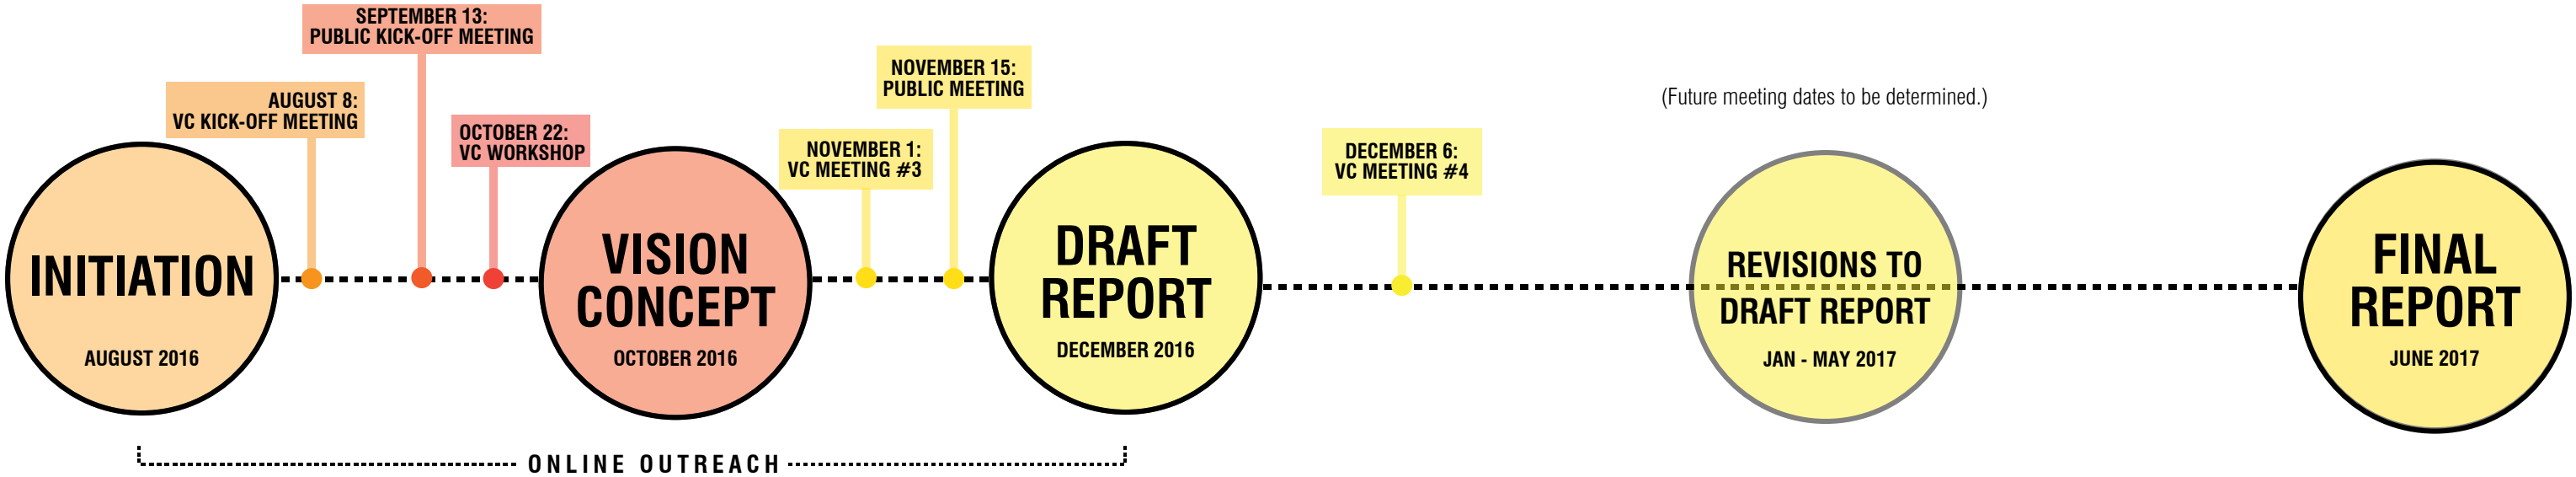 SEPTEMBER 13:
PUBLIC KICK-OFF MEETING
AUGUST 8:
VC KICK-OFF MEETING
OCTOBER 22:
VC WORKSHOP
NOVEMBER 15:
PUBLIC MEETING
NOVEMBER 1:
VC MEETING #3
DECEMBER 6:
VC MEETING #4
(Future meeting dates to be determined.)
INITIATION
AUGUST 2016
VISION
CONCEPT
OCTOBER 2016
DRAFT
REPORT
DECEMBER 2016
REVISIONS TO
DRAFT REPORT
JAN - MAY 2017
FINAL
REPORT
JUNE 2017
ONLINE OUTREACH